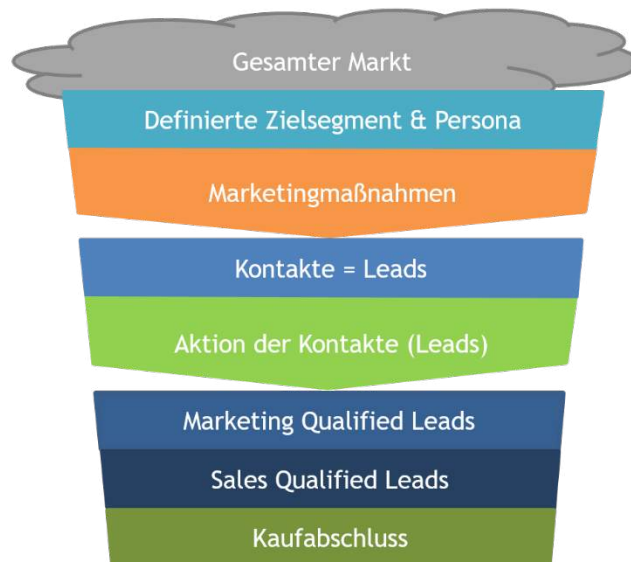 Gesamter Markt
Definierte Zielsegment & Persona
Marketingmaßnahmen
Kontakte = Leads
Aktion der Kontakte (Leads)
Marketing Qualified Leads
Sales Qualified Leads
Kaufabschluss